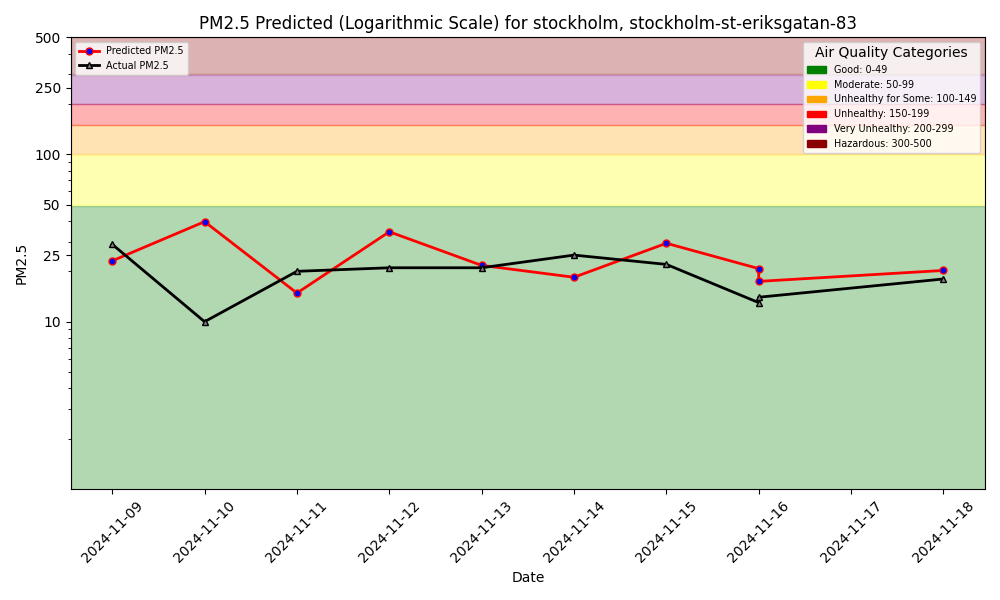 PM2.5 Predicted (Logarithmic Scale) for stockholm, stockholm-st-eriksgatan-83
Predicted PM2.5
Actual PM2.5
Air Quality Categories
Good: 0-49
Moderate: 50-99
Unhealthy for Some: 100-149
Unhealthy: 150-199
Very Unhealthy: 200-299
Hazardous: 300-500
500
250
100
50
25
10
PM2.5
2024-11-09
2024-11-10
2024-11-11
2024-11-12
2024-11-13
2024-11-14
2024-11-15
2024-11-16
2024-11-17
2024-11-18
Date